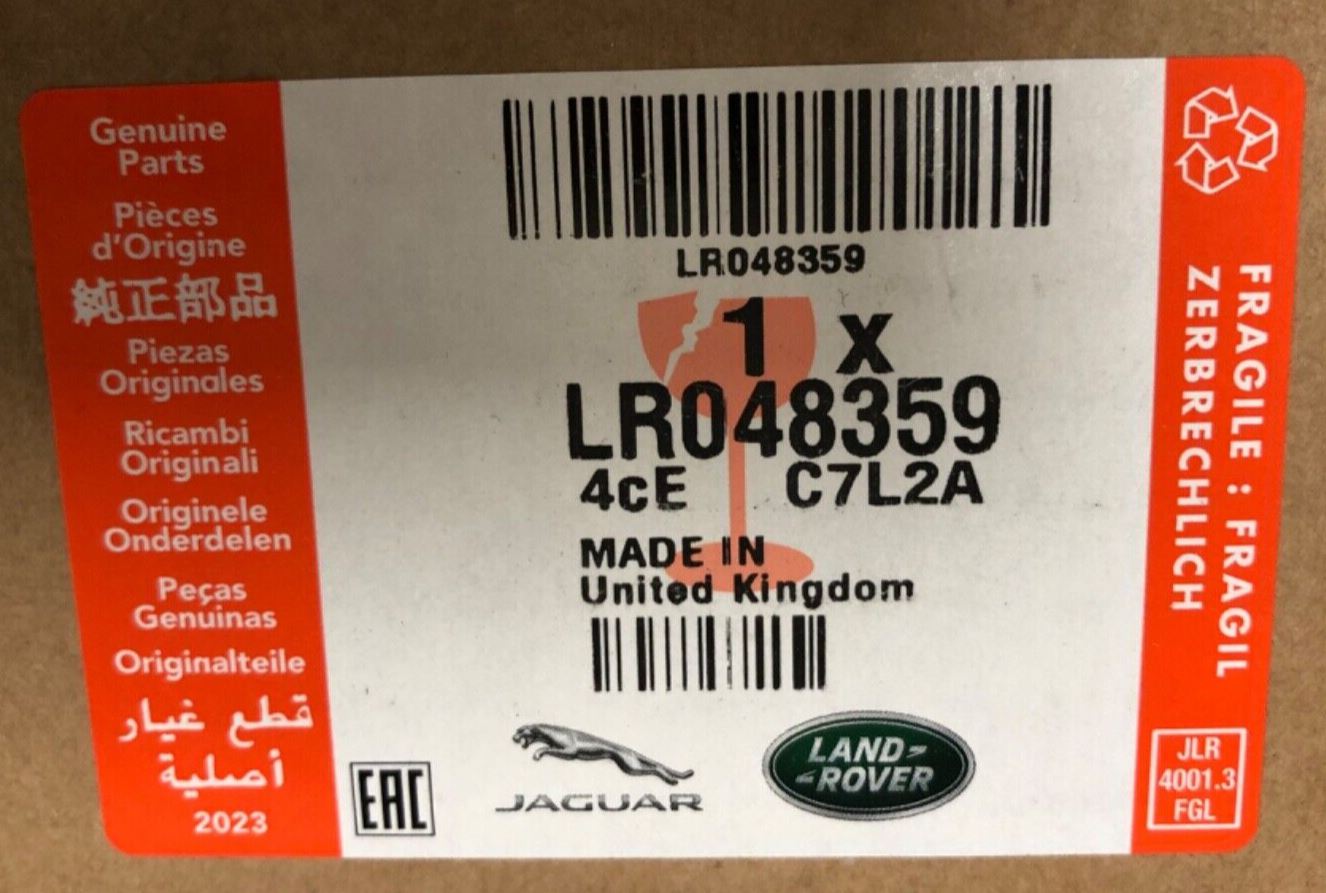 Genuine
Parts
Pièces
d'Origine
純正部品
Piezas
Originales
Ricambi
Originali
Originele
Onderdelen
Peças
Genuinas
Originalteile
قطع غيار
أصلية
2023
LR048359
1 x
LR048359
4cE C7L2A
MADE IN
United Kingdom
EAC
JAGUAR
LAND-
-ROVER
FRAGILE : FRAGIL
ZERBRECHLICH
JLR
4001.3
FGL